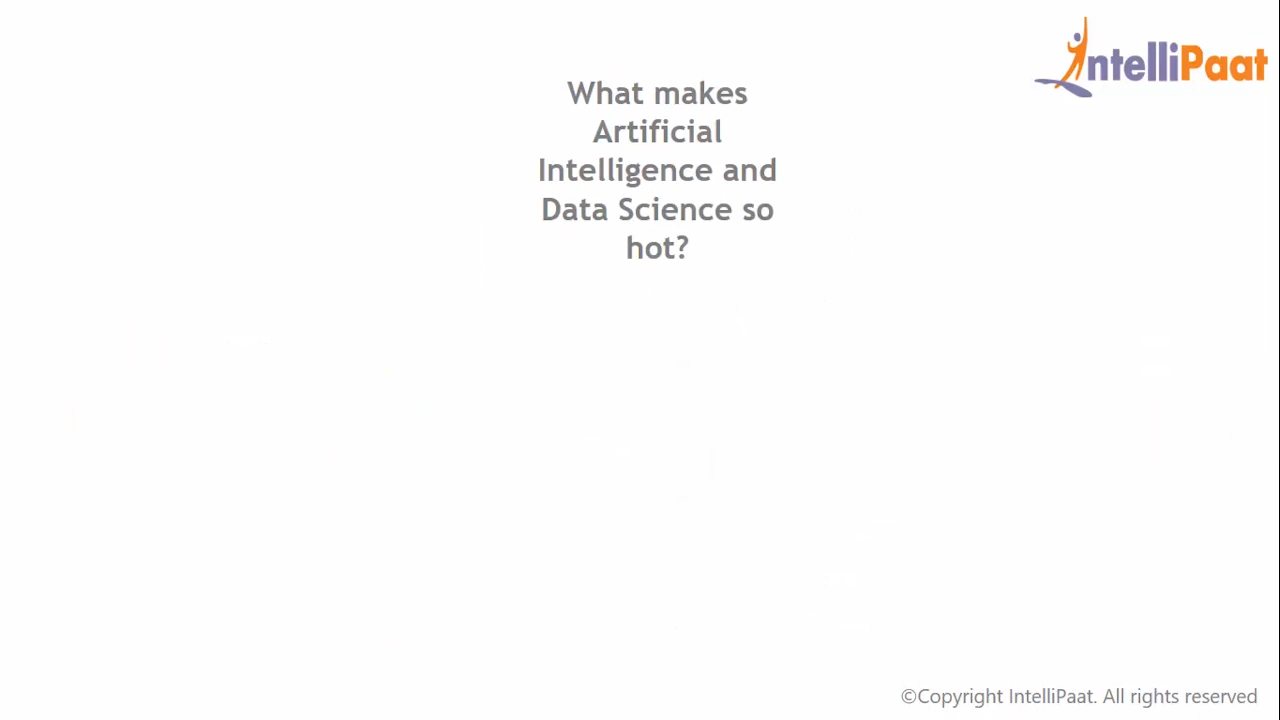 IntelliPaat
What makes
Artificial
Intelligence and
Data Science so
hot?
©Copyright IntelliPaat. All rights reserved